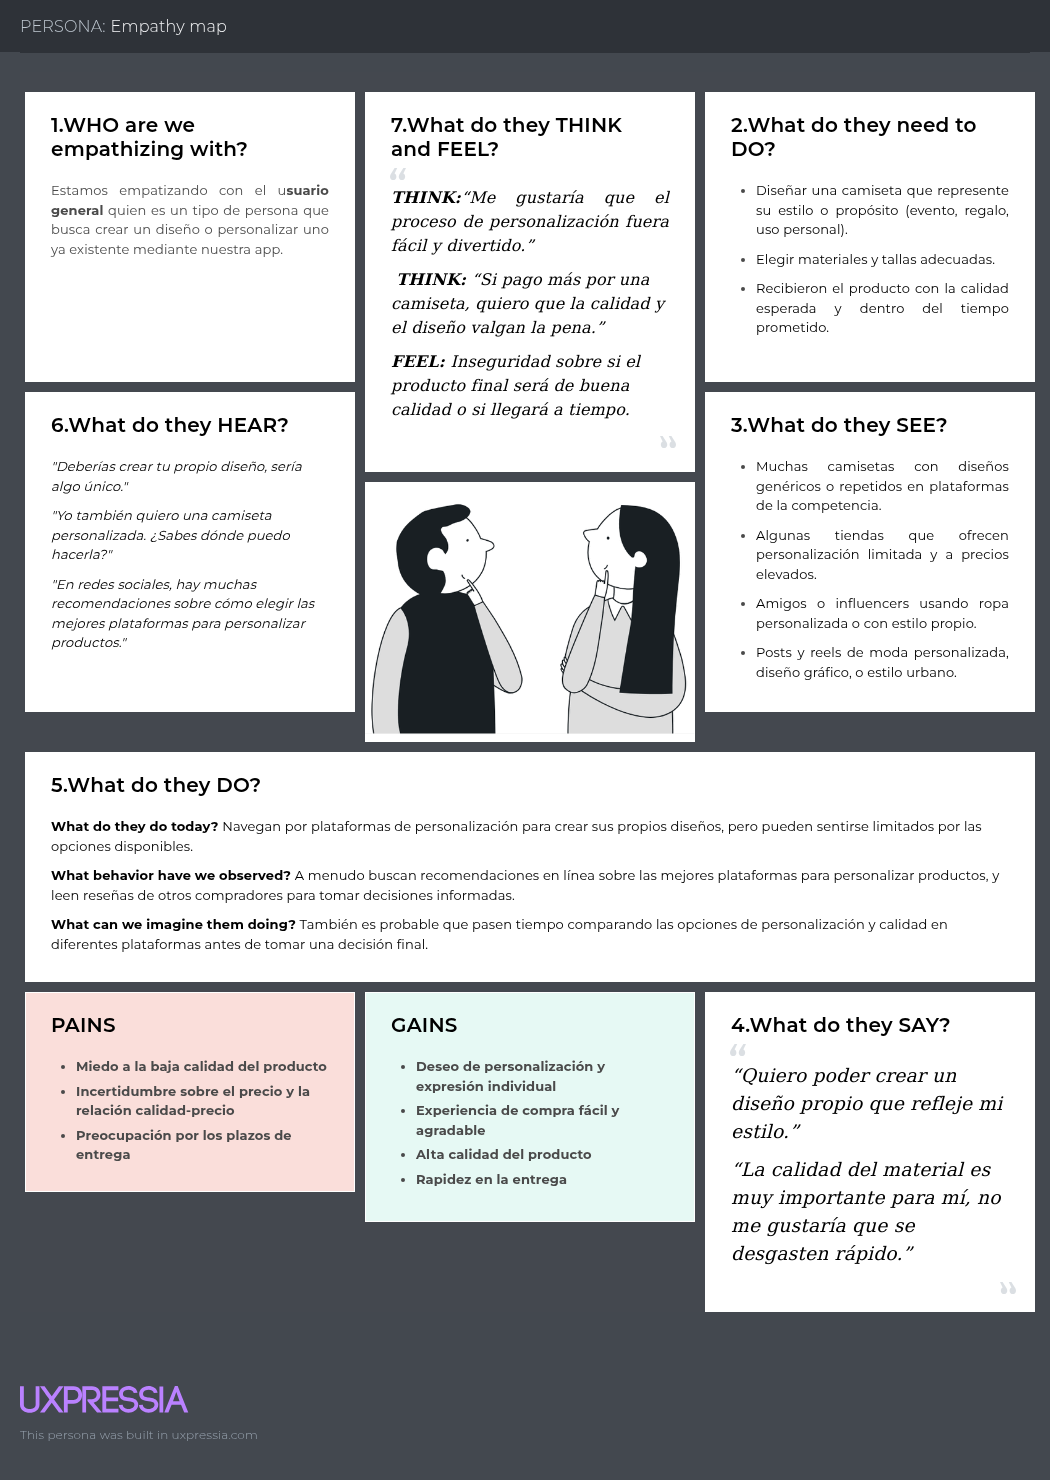 PERSONA: Empathy map
1.WHO are we
empathizing with?
Estamos empatizando con el usuario
general quien es un tipo de persona que
busca crear un diseño o personalizar uno
ya existente mediante nuestra app.
7.What do they THINK
and FEEL?
“
THINK:“Me gustaría que el
proceso de personalización fuera
fácil y divertido.”
THINK: “Si pago más por una
camiseta, quiero que la calidad y
el diseño valgan la pena.”
FEEL: Inseguridad sobre si el
producto final será de buena
calidad o si llegará a tiempo.
”
2.What do they need to
DO?
• Diseñar una camiseta que represente
su estilo o propósito (evento, regalo,
uso personal).
• Elegir materiales y tallas adecuadas.
• Recibieron el producto con la calidad
esperada y dentro del tiempo
prometido.
6.What do they HEAR?
"Deberías crear tu propio diseño, sería
algo único."
"Yo también quiero una camiseta
personalizada. ¿Sabes dónde puedo
hacerla?"
"En redes sociales, hay muchas
recomendaciones sobre cómo elegir las
mejores plataformas para personalizar
productos."
3.What do they SEE?
• Muchas camisetas con diseños
genéricos o repetidos en plataformas
de la competencia.
• Algunas tiendas que ofrecen
personalización limitada y a precios
elevados.
• Amigos o influencers usando ropa
personalizada o con estilo propio.
• Posts y reels de moda personalizada,
diseño gráfico, o estilo urbano.
5.What do they DO?
What do they do today? Navegan por plataformas de personalización para crear sus propios diseños, pero pueden sentirse limitados por las
opciones disponibles.
What behavior have we observed? A menudo buscan recomendaciones en línea sobre las mejores plataformas para personalizar productos, y
leen reseñas de otros compradores para tomar decisiones informadas.
What can we imagine them doing? También es probable que pasen tiempo comparando las opciones de personalización y calidad en
diferentes plataformas antes de tomar una decisión final.
PAINS
• Miedo a la baja calidad del producto
• Incertidumbre sobre el precio y la
relación calidad-precio
• Preocupación por los plazos de
entrega
GAINS
• Deseo de personalización y
expresión individual
• Experiencia de compra fácil y
agradable
• Alta calidad del producto
• Rapidez en la entrega
4.What do they SAY?
“
“Quiero poder crear un
diseño propio que refleje mi
estilo.”
“La calidad del material es
muy importante para mí, no
me gustaría que se
desgasten rápido.”
”
UXPRESSIA
This persona was built in uxpressia.com